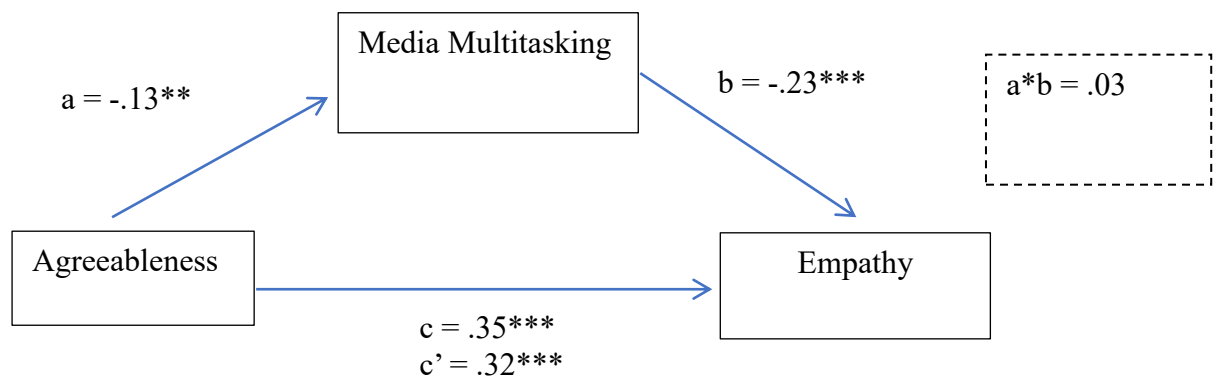 Media Multitasking
a = -.13**
b = -.23***
a*b = .03
Agreeableness
Empathy
c = .35***
c’ = .32***